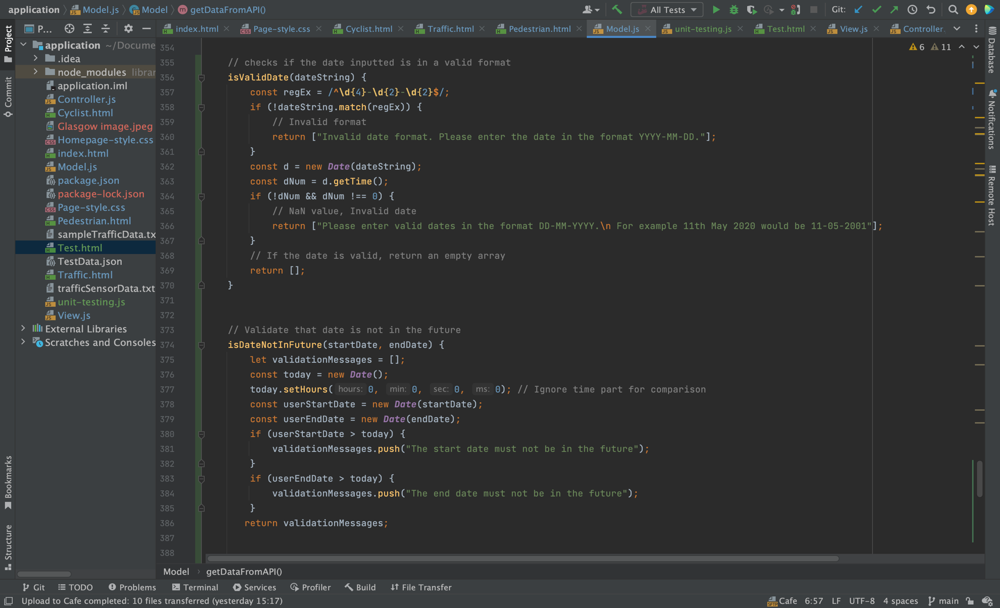 application Model.js Model getDataFromAPI() All Tests Git:
P... index.html Page-style.css Cyclist.html Traffic.html Pedestrian.html Model.js unit-testing.js Test.html View.js Controller.
Project
Commit
Bookmarks
Structure
application ~/Docume
.idea
node_modules librar
application.iml
Controller.js
Cyclist.html
Glasgow image.jpeg
Homepage-style.css
index.html
Model.js
package.json
package-lock.json
Page-style.css
Pedestrian.html
sampleTrafficData.tx
Test.html
TestData.json
Traffic.html
trafficSensorData.txt
unit-testing.js
View.js
External Libraries
Scratches and Consoles
6 11
354
355 // checks if the date inputted is in a valid format
356 isValidDate(dateString) {
357 const regEx = /^\d{4}-\d{2}-\d{2}$/;
358 if (!dateString.match(regEx)) {
359 // Invalid format
360 return ["Invalid date format. Please enter the date in the format YYYY-MM-DD."];
361 }
362 const d = new Date(dateString);
363 const dNum = d.getTime();
364 if (!dNum && dNum !== 0) {
365 // NaN value, Invalid date
366 return ["Please enter valid dates in the format DD-MM-YYYY.\n For example 11th May 2020 would be 11-05-2001"];
367 }
368 // If the date is valid, return an empty array
369 return [];
370 }
371
372
373 // Validate that date is not in the future
374 isDateNotInFuture(startDate, endDate) {
375 let validationMessages = [];
376 const today = new Date();
377 today.setHours( hours: 0, min: 0, sec: 0, ms: 0); // Ignore time part for comparison
378 const userStartDate = new Date(startDate);
379 const userEndDate = new Date(endDate);
380 if (userStartDate > today) {
381 validationMessages.push("The start date must not be in the future");
382 }
383 if (userEndDate > today) {
384 validationMessages.push("The end date must not be in the future");
385 }
386 return validationMessages;
387
388
Database
Notifications
Remote Host
Model getDataFromAPI()
Git TODO Problems Terminal Services Profiler Build File Transfer
Upload to Cafe completed: 10 files transferred (yesterday 15:17) SFTP Cafe 6:57 LF UTF-8 4 spaces main